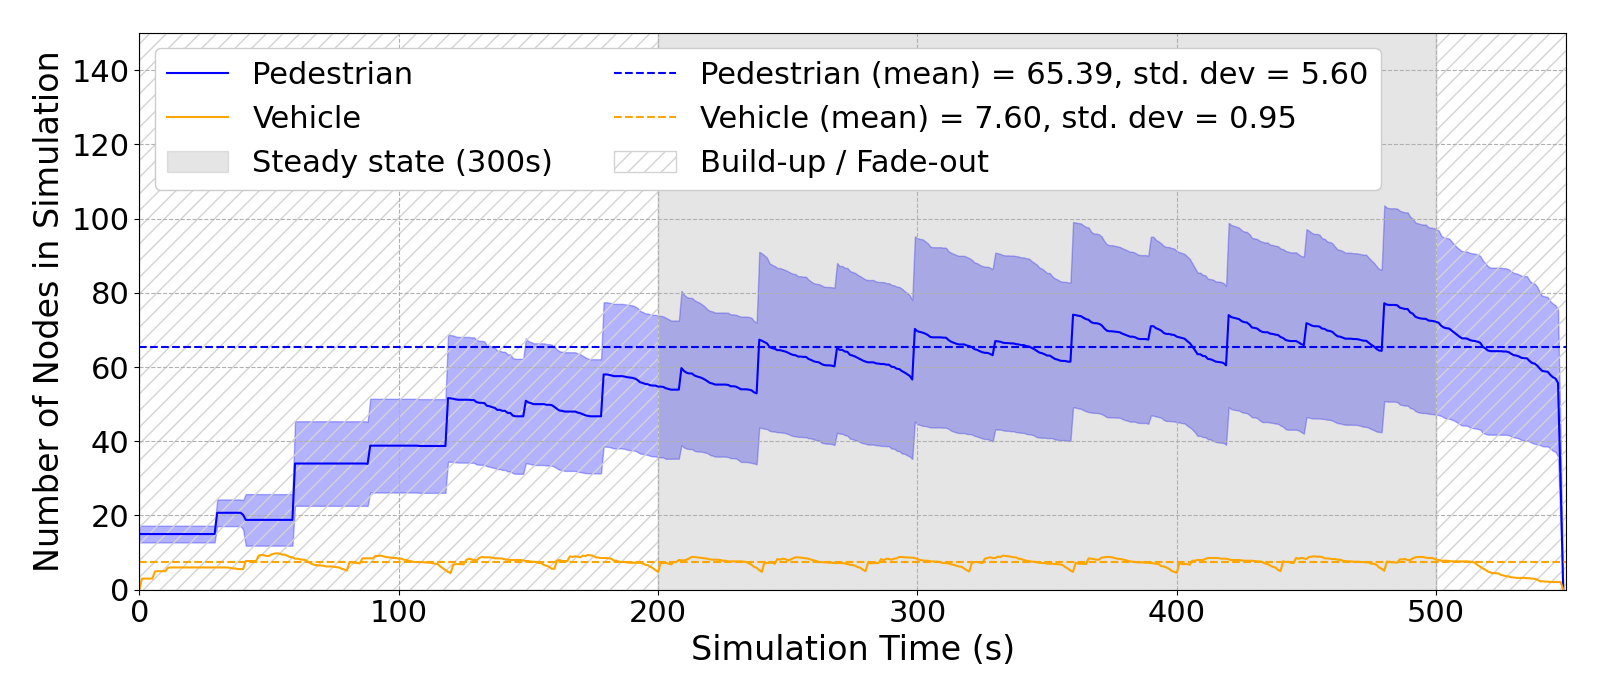 Number of Nodes in Simulation
140
120
100
80
60
40
20
0
Pedestrian
Vehicle
Steady state (300s)
Pedestrian (mean) = 65.39, std. dev = 5.60
Vehicle (mean) = 7.60, std. dev = 0.95
Build-up / Fade-out
0 100 200 300 400 500
Simulation Time (s)